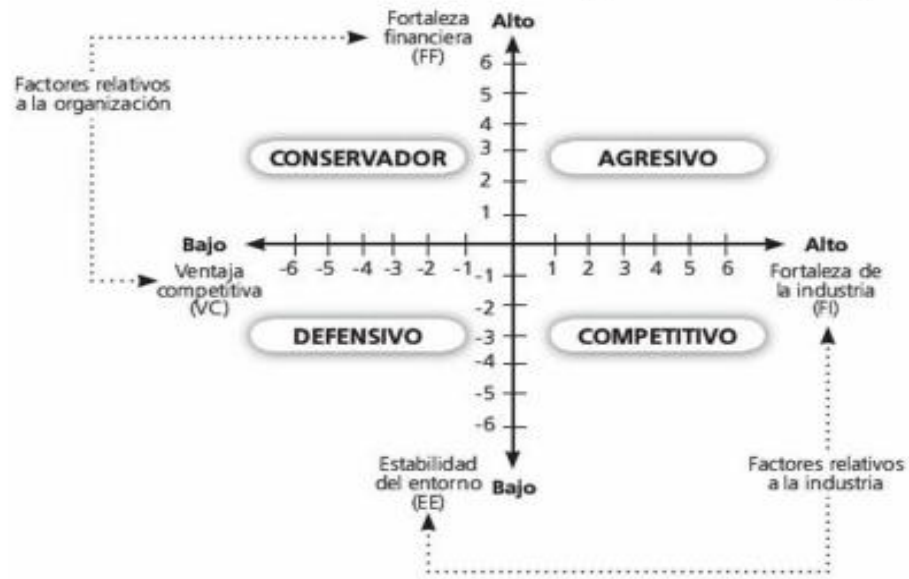 Fortaleza
financiera
(FF)
Alto
Factores relativos
a la organización
6
5
4
3
2
1
CONSERVADOR
AGRESIVO
Bajo
Alto
-6 -5 -4 -3 -2 -1
1 2 3 4 5 6
Ventaja
competitiva
(VC)
Fortaleza de
la industria
(FI)
-1
-2
-3
-4
-5
-6
DEFENSIVO
COMPETITIVO
Estabilidad
del entorno
(EE)
Bajo
Factores relativos
a la industria